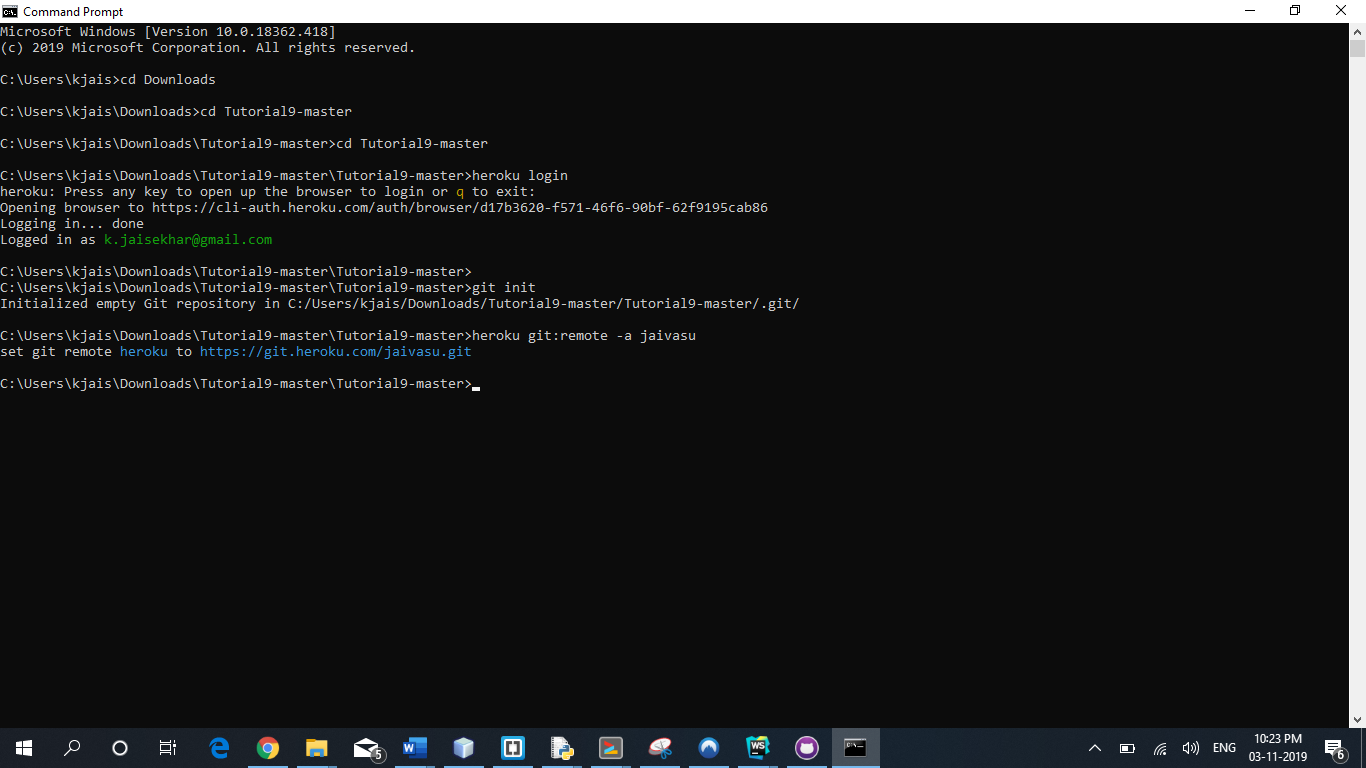 Command Prompt
Microsoft Windows [Version 10.0.18362.418]
(c) 2019 Microsoft Corporation. All rights reserved.
C:\Users\kjais>cd Downloads
C:\Users\kjais\Downloads>cd Tutorial9-master
C:\Users\kjais\Downloads\Tutorial9-master>cd Tutorial9-master
C:\Users\kjais\Downloads\Tutorial9-master\Tutorial9-master>heroku login
heroku: Press any key to open up the browser to login or q to exit:
Opening browser to https://cli-auth.heroku.com/auth/browser/d17b3620-f571-46f6-90bf-62f9195cab86
Logging in... done
Logged in as k.jaisekhar@gmail.com
C:\Users\kjais\Downloads\Tutorial9-master\Tutorial9-master>
C:\Users\kjais\Downloads\Tutorial9-master\Tutorial9-master>git init
Initialized empty Git repository in C:/Users/kjais/Downloads/Tutorial9-master/Tutorial9-master/.git/
C:\Users\kjais\Downloads\Tutorial9-master\Tutorial9-master>heroku git:remote -a jaivasu
set git remote heroku to https://git.heroku.com/jaivasu.git
C:\Users\kjais\Downloads\Tutorial9-master\Tutorial9-master>
5
WS
ENG
10:23 PM
03-11-2019
6